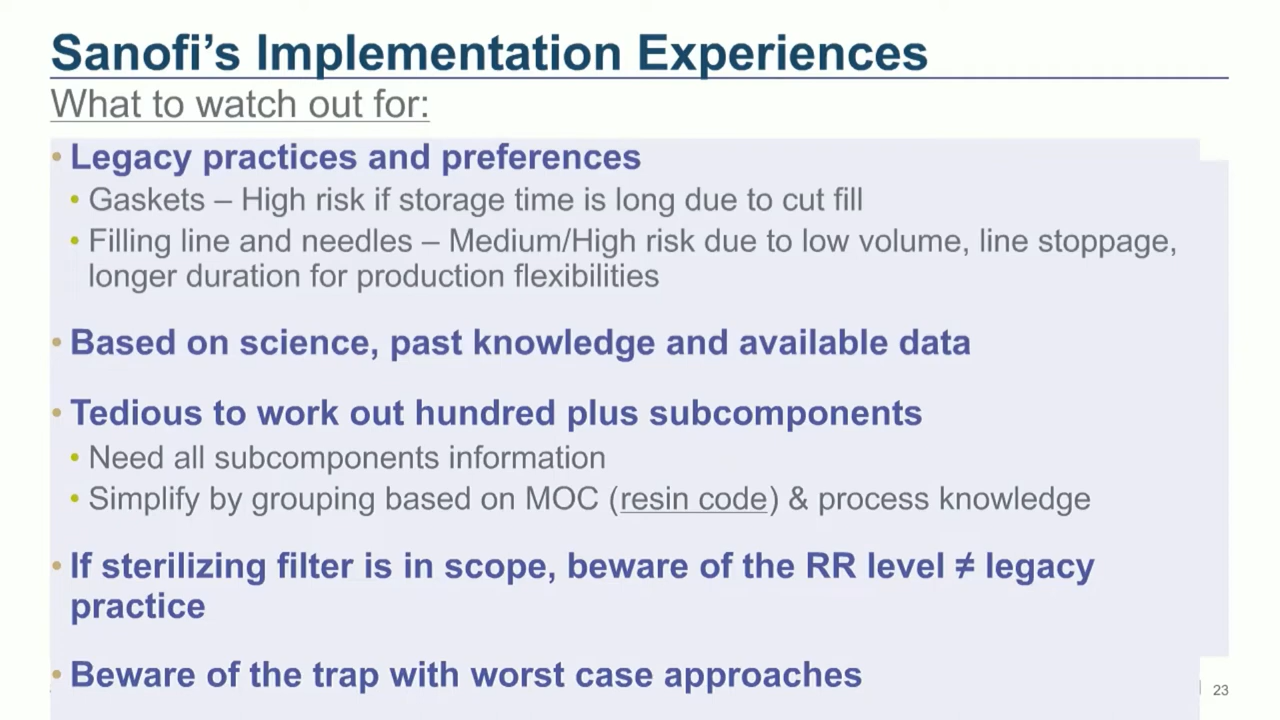 Sanofi's Implementation Experiences
What to watch out for:
• Legacy practices and preferences
• Gaskets – High risk if storage time is long due to cut fill
• Filling line and needles – Medium/High risk due to low volume, line stoppage,
longer duration for production flexibilities
• Based on science, past knowledge and available data
• Tedious to work out hundred plus subcomponents
• Need all subcomponents information
• Simplify by grouping based on MOC (resin code) & process knowledge
• If sterilizing filter is in scope, beware of the RR level ≠ legacy
practice
• Beware of the trap with worst case approaches
23